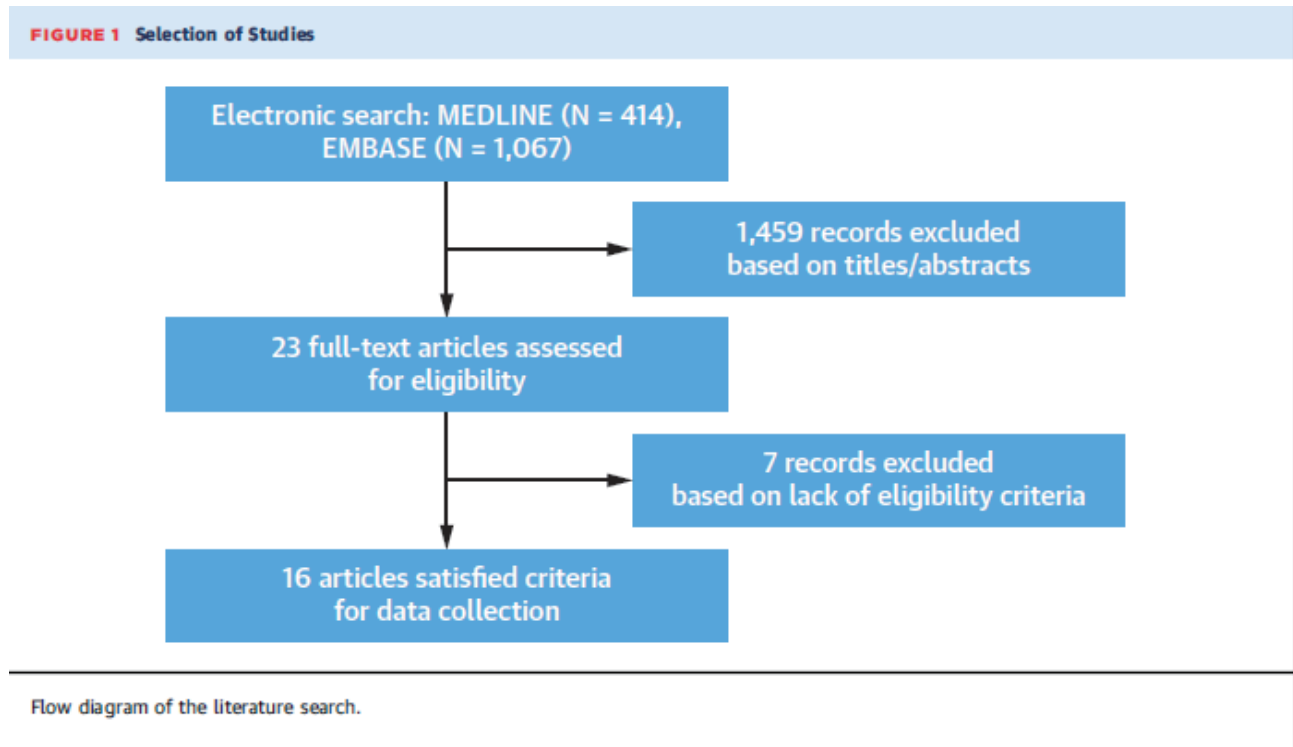 FIGURE 1 Selection of Studies
Electronic search: MEDLINE (N = 414),
EMBASE (N = 1,067)
1,459 records excluded
based on titles/abstracts
23 full-text articles assessed
for eligibility
7 records excluded
based on lack of eligibility criteria
16 articles satisfied criteria
for data collection
Flow diagram of the literature search.